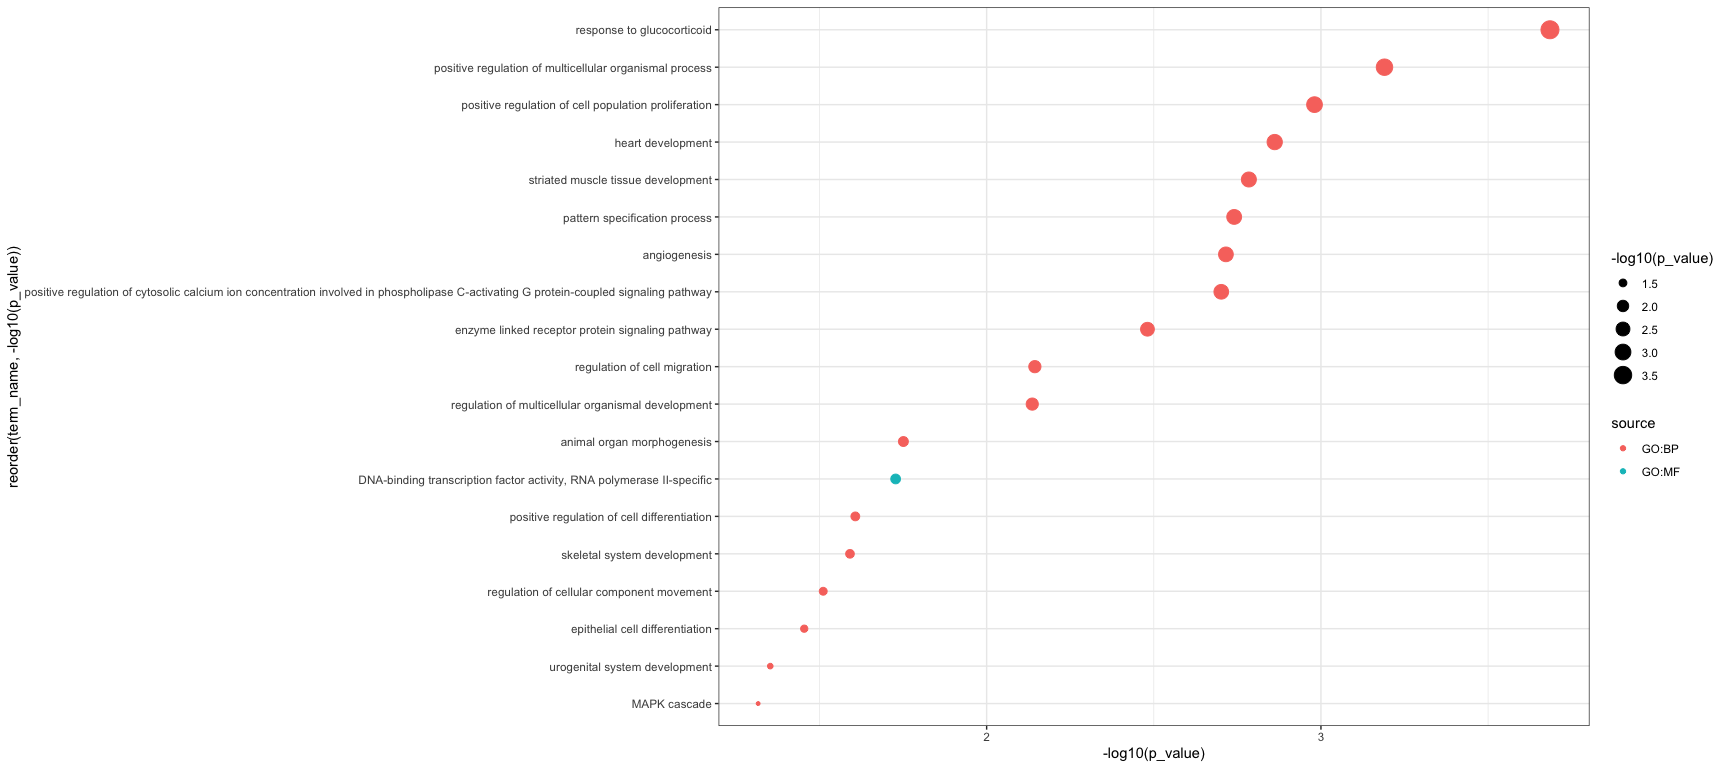 response to glucocorticoid
positive regulation of multicellular organismal process
positive regulation of cell population proliferation
heart development
striated muscle tissue development
pattern specification process
angiogenesis
positive regulation of cytosolic calcium ion concentration involved in phospholipase C-activating G protein-coupled signaling pathway
enzyme linked receptor protein signaling pathway
regulation of cell migration
regulation of multicellular organismal development
animal organ morphogenesis
DNA-binding transcription factor activity, RNA polymerase II-specific
positive regulation of cell differentiation
skeletal system development
regulation of cellular component movement
epithelial cell differentiation
urogenital system development
MAPK cascade
reorder(term_name, -log10(p_value))
2
3
-log10(p_value)
-log10(p_value)
1.5
2.0
2.5
3.0
3.5
source
GO:BP
GO:MF